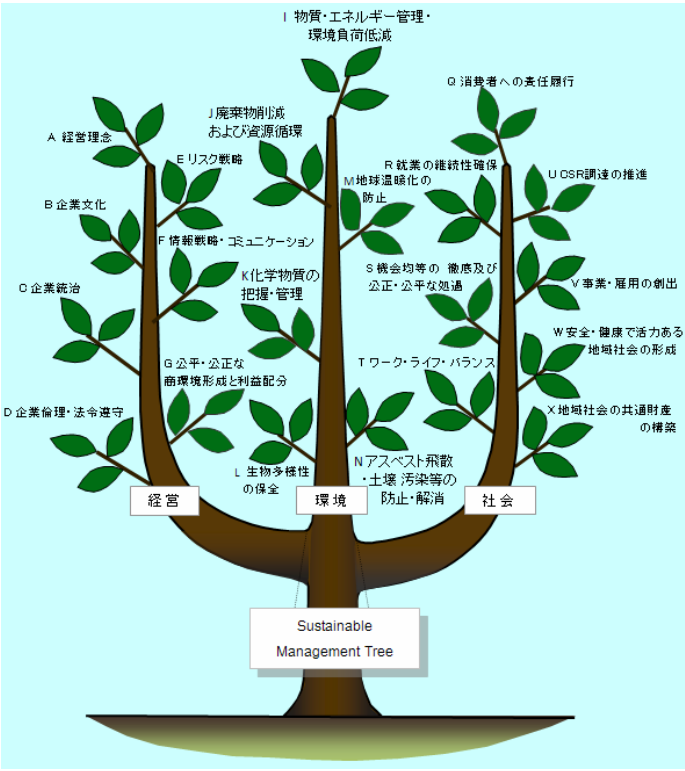 I 物質・エネルギー管理・
環境負荷低減
A 経営理念
B 企業文化
C 企業統治
D 企業倫理・法令遵守
E リスク戦略
F 情報戦略・コミュニケーション
G 公平・公正な
商環境形成と利益配分
経営
J 廃棄物削減
および資源循環
K 化学物質の
把握・管理
L 生物多様性
の保全
M 地球温暖化の
防止
N アスベスト飛散
・土壌 汚染等の
防止・解消
環境
Q 消費者への責任履行
R 就業の継続性確保
S 機会均等の 徹底及び
公正・公平な処遇
T ワーク・ライフ・バランス
U CSR調達の推進
V 事業・雇用の創出
W 安全・健康で活力ある
地域社会の形成
X 地域社会の共通財産
の構築
社会
Sustainable
Management Tree